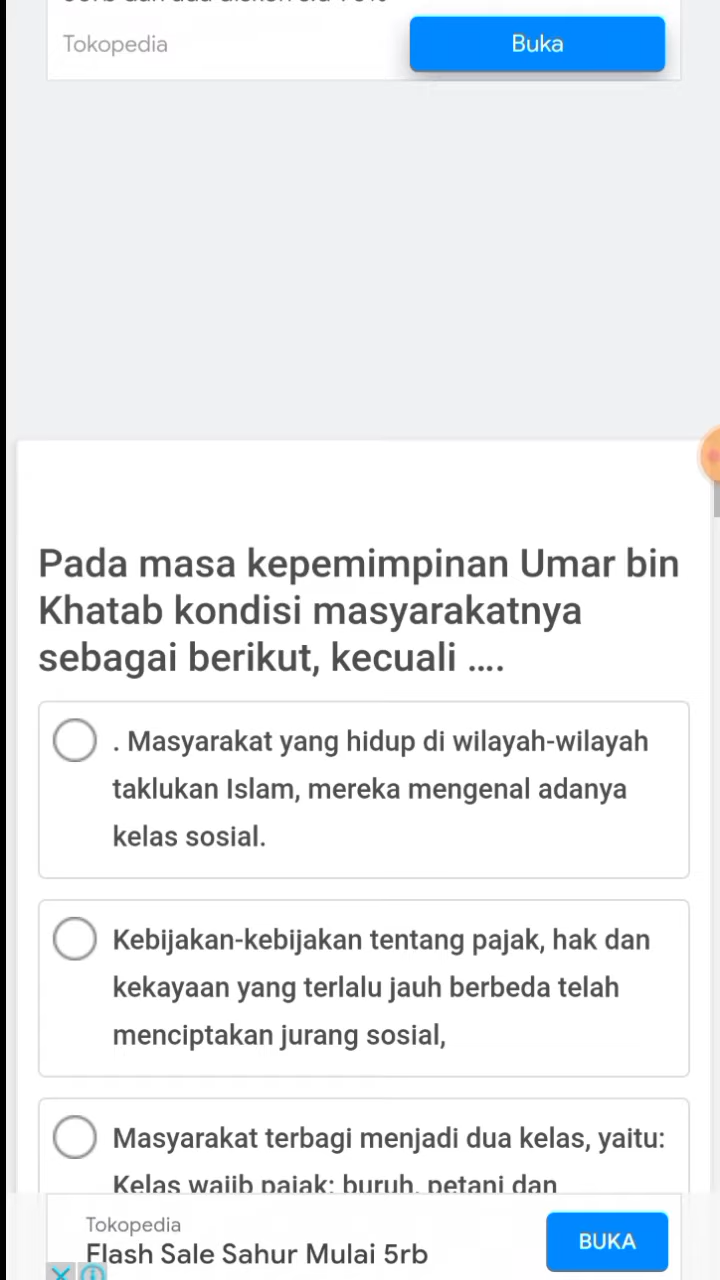 Tokopedia
Buka
Pada masa kepemimpinan Umar bin
Khatab kondisi masyarakatnya
sebagai berikut, kecuali ....
. Masyarakat yang hidup di wilayah-wilayah
taklukan Islam, mereka mengenal adanya
kelas sosial.
Kebijakan-kebijakan tentang pajak, hak dan
kekayaan yang terlalu jauh berbeda telah
menciptakan jurang sosial,
Masyarakat terbagi menjadi dua kelas, yaitu:
Kelas wajib pajak: buruh, petani dan
Tokopedia
Flash Sale Sahur Mulai 5rb
BUKA